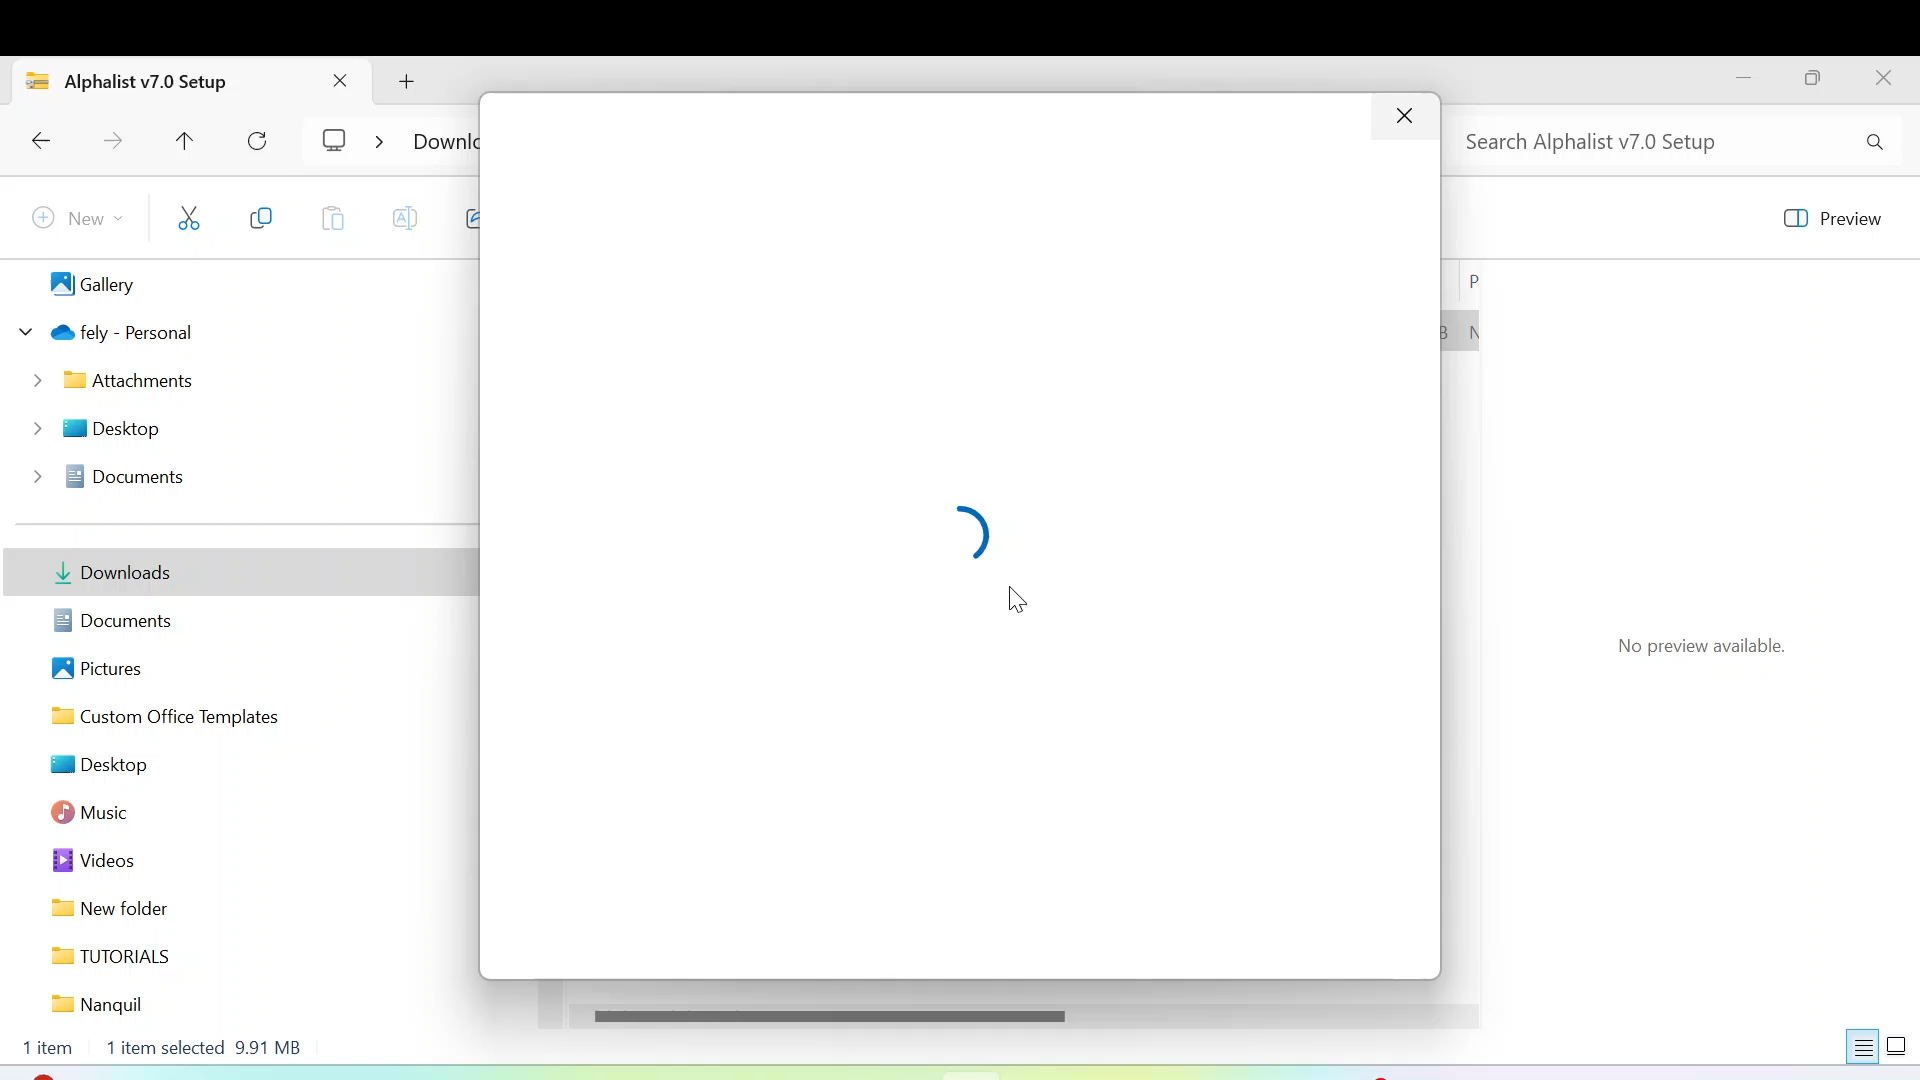 Alphalist v7.0 Setup
Downlo
Search Alphalist v7.0 Setup
New
Preview
Gallery
fely - Personal
Attachments
Desktop
Documents
Downloads
Documents
Pictures
Custom Office Templates
Desktop
Music
Videos
New folder
TUTORIALS
Nanquil
P
B N
No preview available.
1 item
1 item selected 9.91 MB